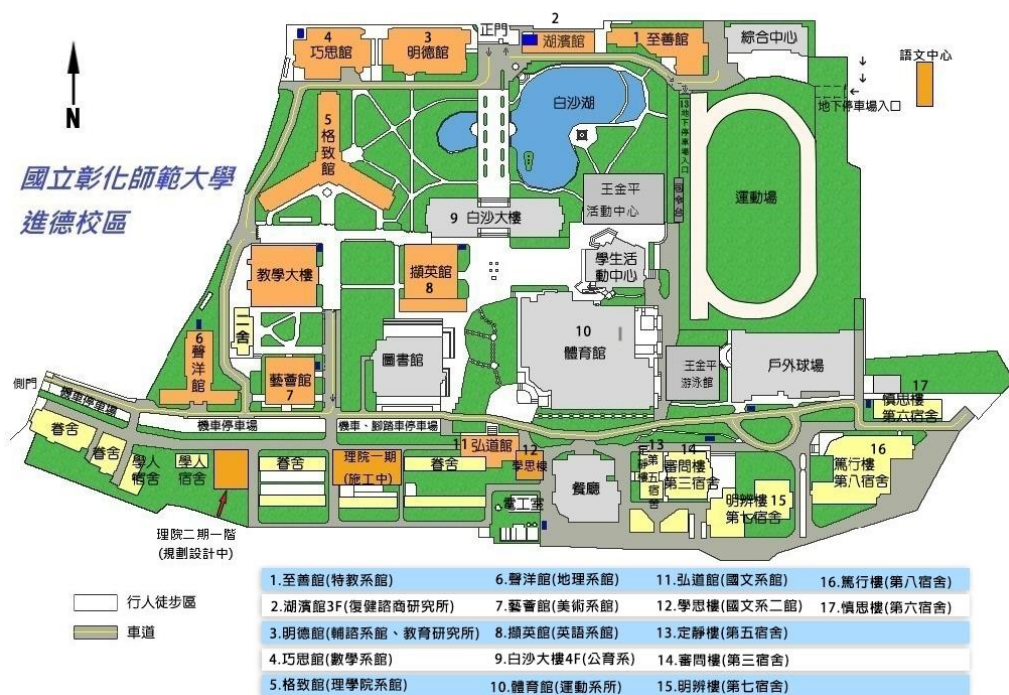 2
正門
4
巧思館
3
明德館
湖濱館
1 至善館
綜合中心
語文中心
地下停車場入口
N
國立彰化師範大學
進德校區
5
格致館
白沙湖
地下停車場入口
運動場
王金平
活動中心
9 白沙大樓
學生活
動中心
教學大樓
擷英館
8
二舍
6
聲洋館
藝薈館
7
圖書館
10
體育館
王金平
游泳館
戶外球場
17
慎思樓
第六宿舍
側門
機車停車場
機車停車場
機車、腳踏車停車場
眷舍
眷舍
學人
宿舍
學人
宿舍
理院一期
(施工中)
眷舍
眷舍
11 弘道館
12
學思樓
餐廳
電工室
13
定靜樓
第五宿舍
14
審問樓
第三宿舍
明辨樓 15
第七宿舍
16
篤行樓
第八宿舍
理院二期一階
(規劃設計中)
行人徒步區
車道
1.至善館(特教系館)
2.湖濱館3F(復健諮商研究所)
3.明德館(輔諮系館、教育研究所)
4.巧思館(數學系館)
5.格致館(理學院系館)
6.聲洋館(地理系館)
7.藝薈館(美術系館)
8.擷英館(英語系館)
9.白沙大樓4F(公育系)
10.體育館(運動系所)
11.弘道館(國文系館)
12.學思樓(國文系二館)
13.定靜樓(第五宿舍)
14.審問樓(第三宿舍)
15.明辨樓(第七宿舍)
16.篤行樓(第八宿舍)
17.慎思樓(第六宿舍)